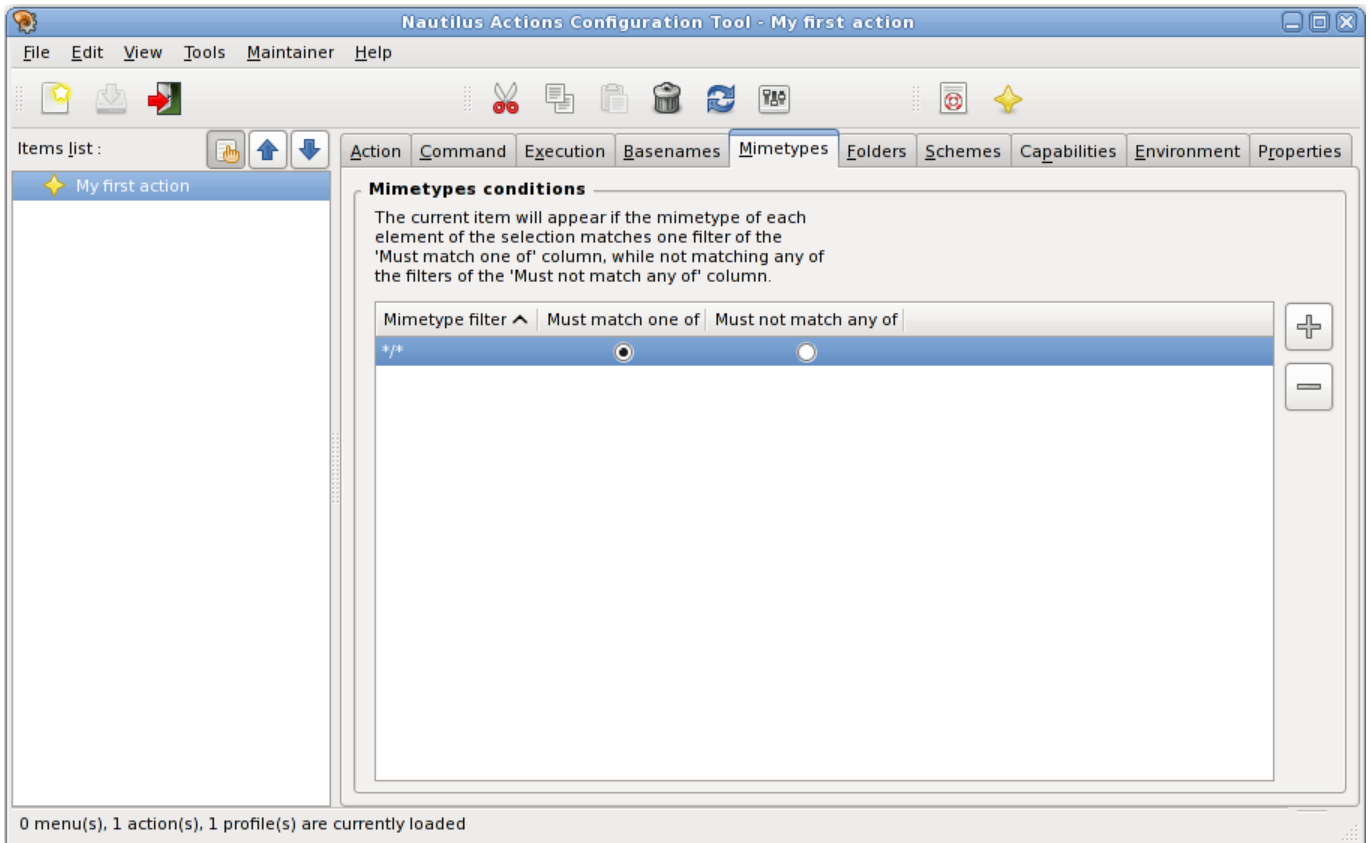 Nautilus Actions Configuration Tool - My first action
File Edit View Tools Maintainer Help
Items list :
Action Command Execution Basenames Mimetypes Folders Schemes Capabilities Environment Properties
My first action
Mimetypes conditions
The current item will appear if the mimetype of each
element of the selection matches one filter of the
'Must match one of' column, while not matching any of
the filters of the 'Must not match any of' column.
Mimetype filter Must match one of Must not match any of
*/*
0 menu(s), 1 action(s), 1 profile(s) are currently loaded